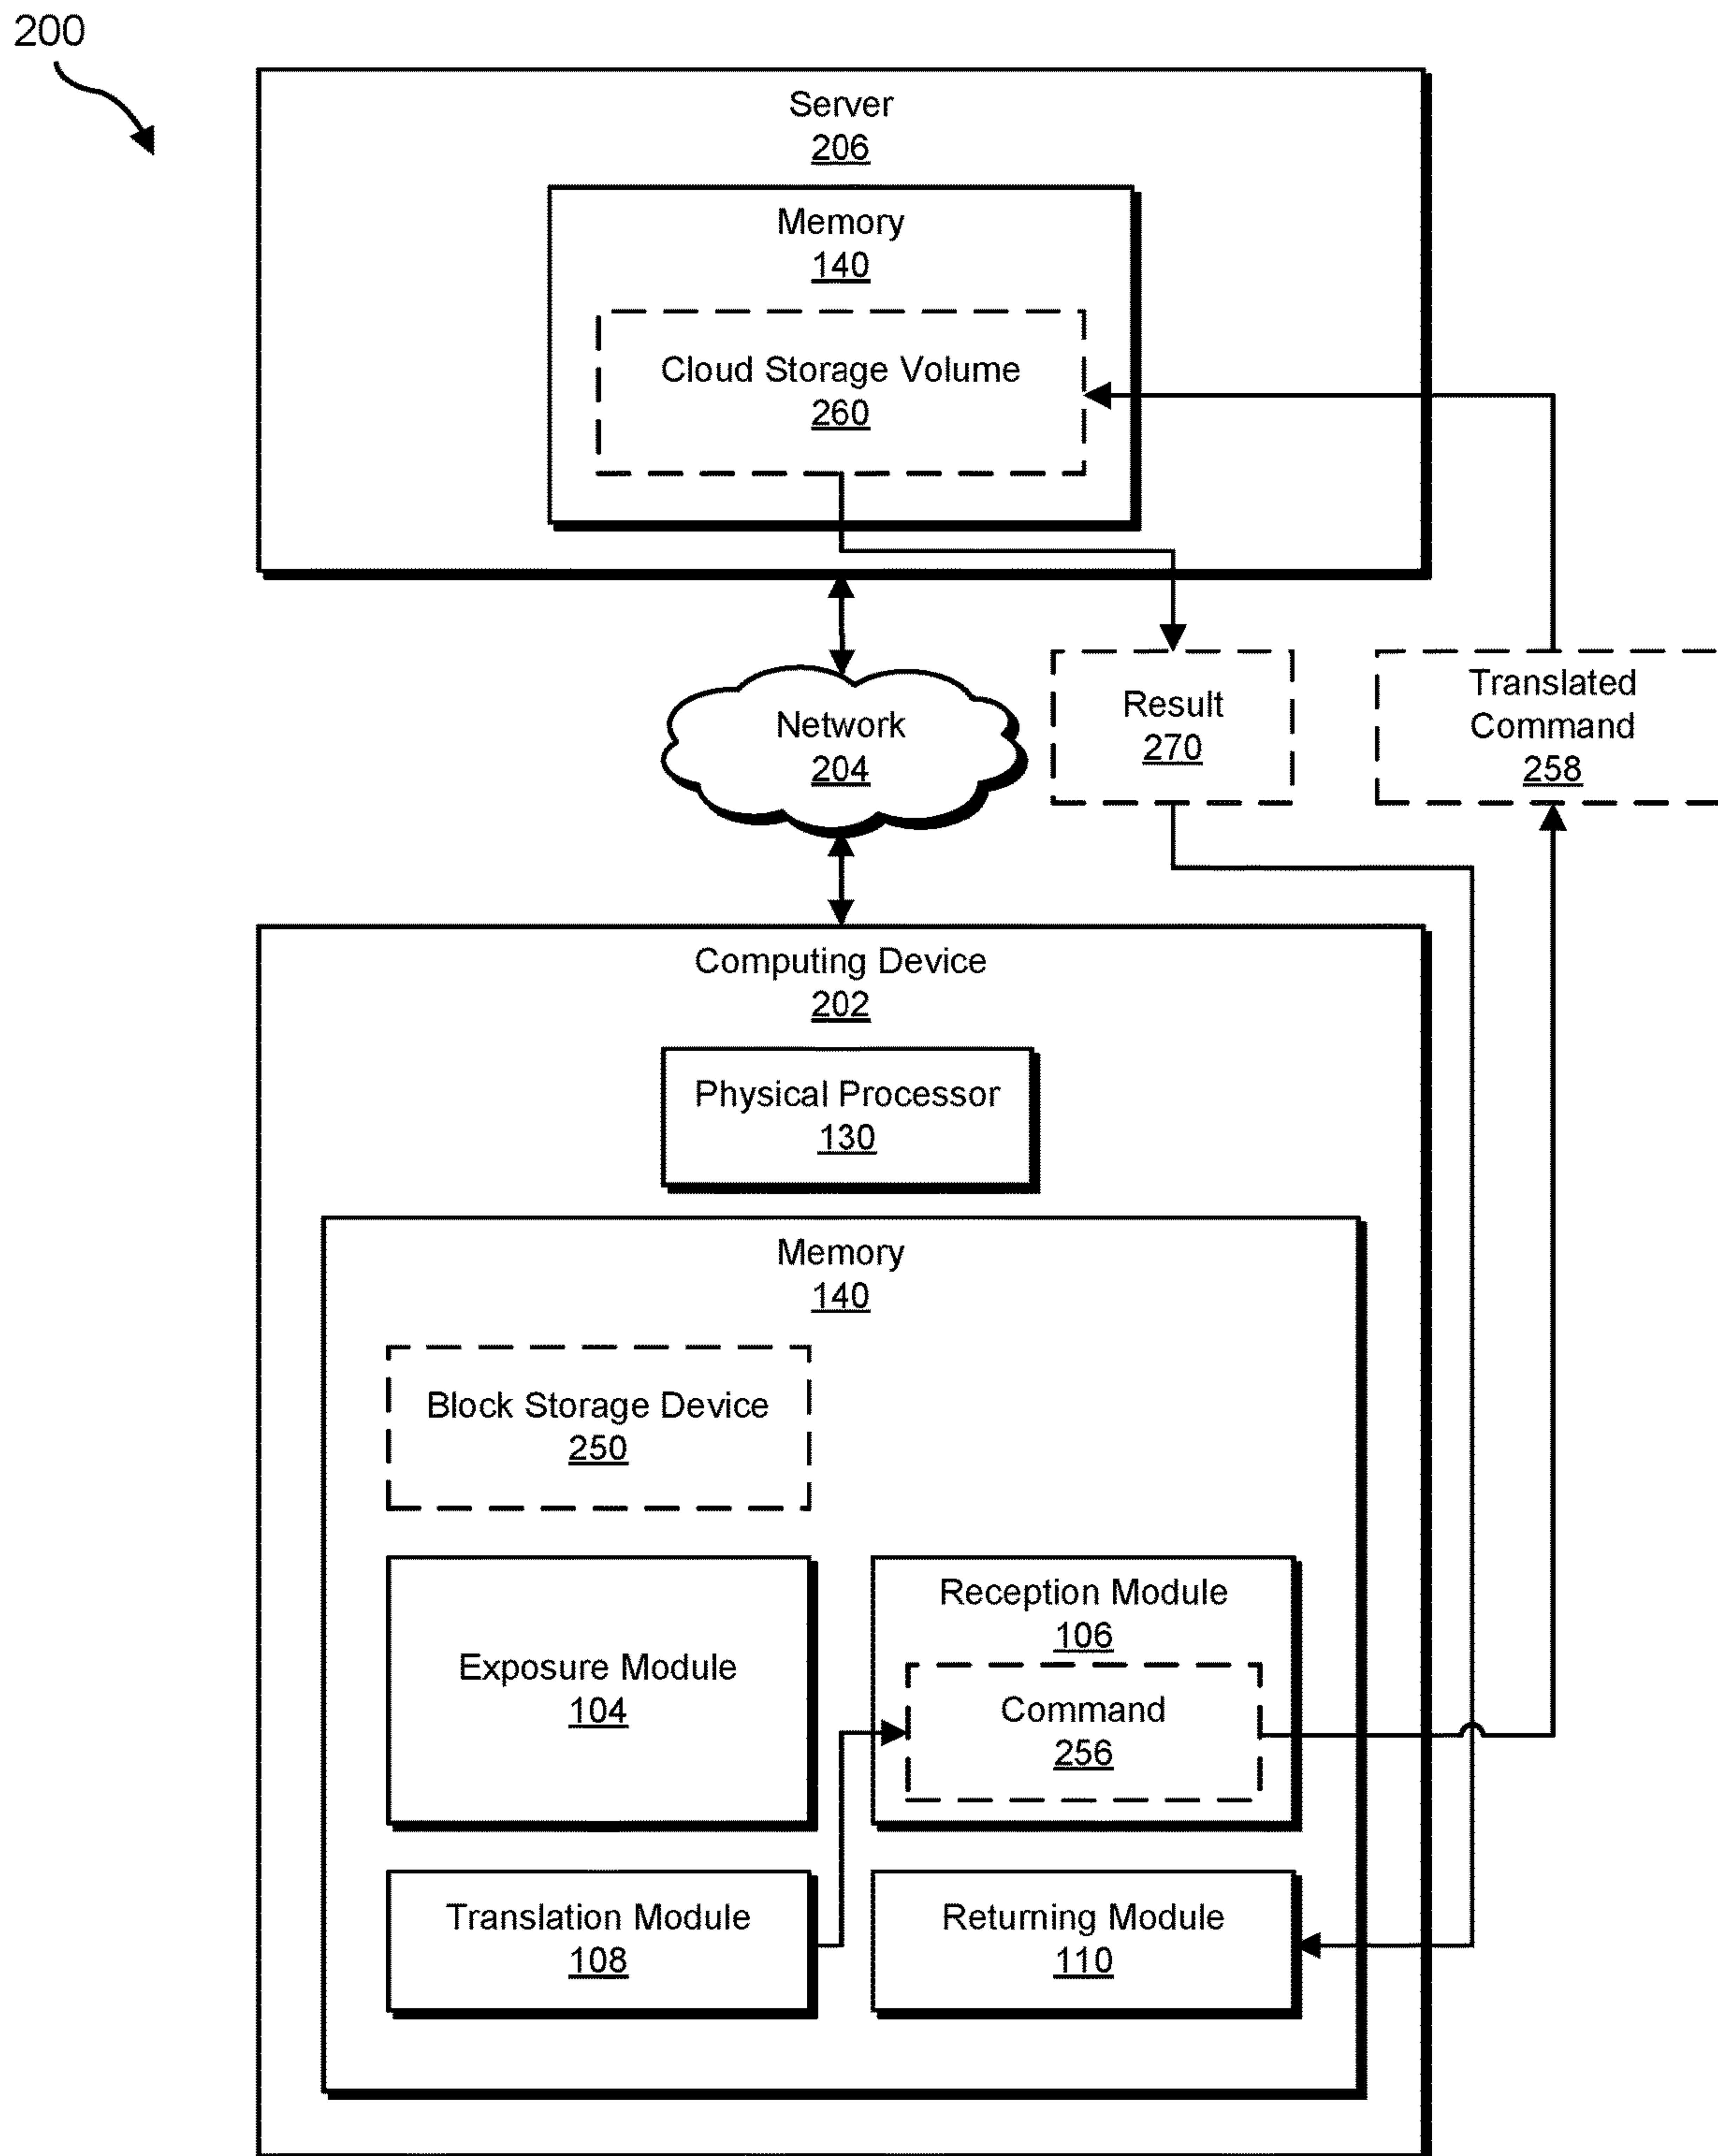 200
Server
206
Memory
140
Cloud Storage Volume
260
Network
204
Result
270
Translated
Command
258
Computing Device
202
Physical Processor
130
Memory
140
Block Storage Device
250
Exposure Module
104
Reception Module
106
Command
256
Translation Module
108
Returning Module
110